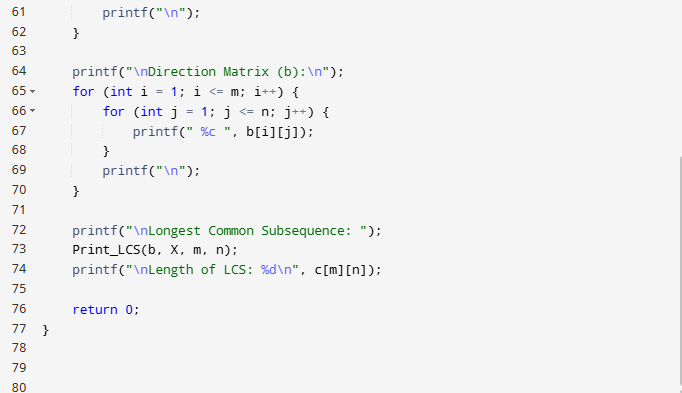 61 printf("\n");
62 }
63
64 printf("\nDirection Matrix (b):\n");
65 for (int i = 1; i <= m; i++) {
66 for (int j = 1; j <= n; j++) {
67 printf(" %c ", b[i][j]);
68 }
69 printf("\n");
70 }
71
72 printf("\nLongest Common Subsequence: ");
73 Print_LCS(b, X, m, n);
74 printf("\nLength of LCS: %d\n", c[m][n]);
75
76 return 0;
77 }
78
79
80